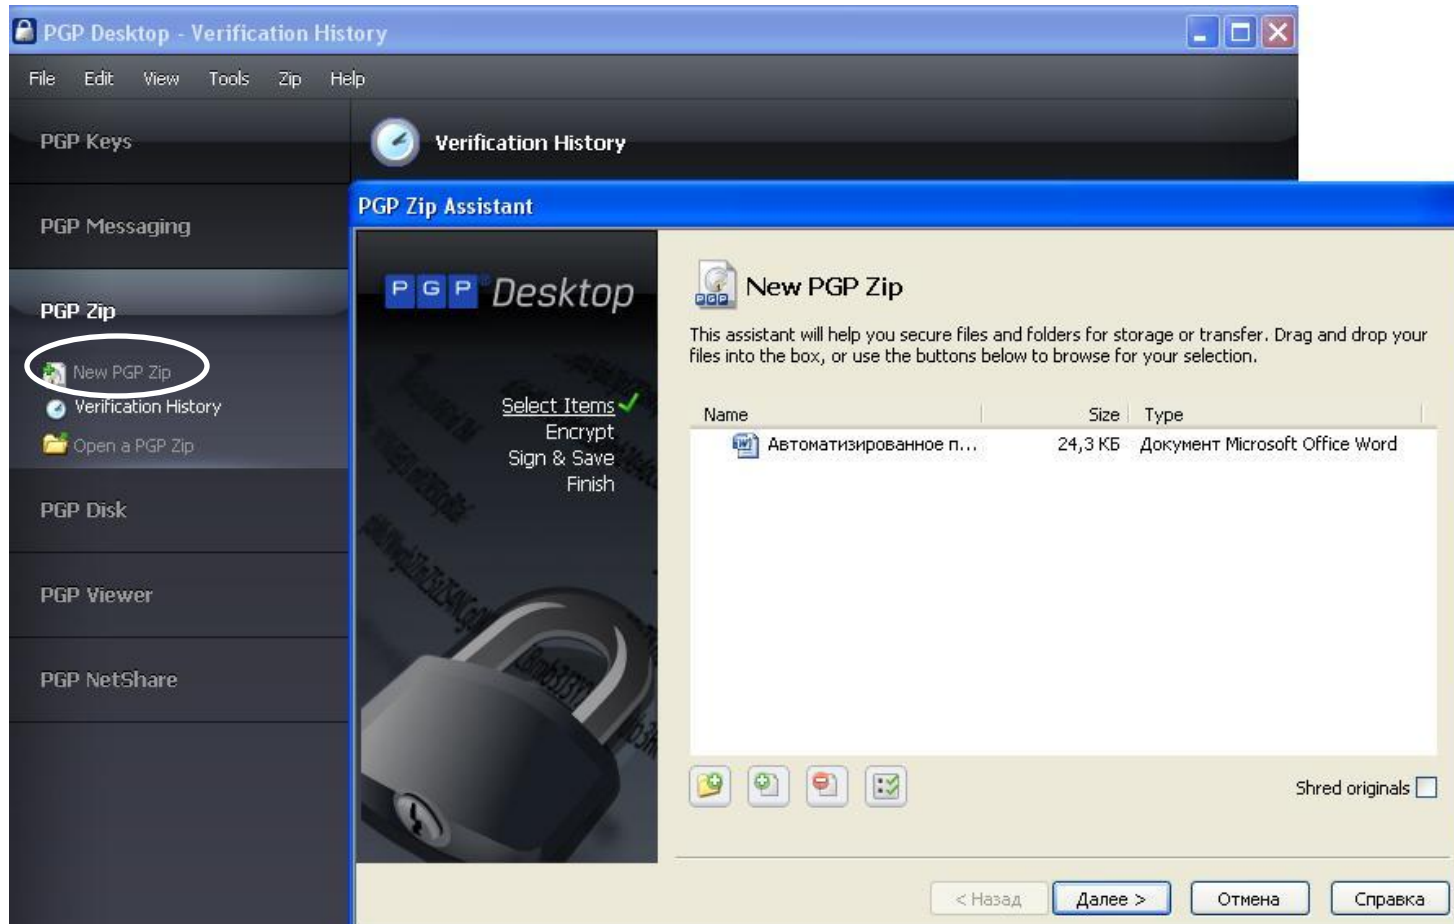 PGP Desktop - Verification History
File Edit View Tools Zip Help
PGP Keys
Verification History
PGP Messaging
PGP Zip
New PGP Zip
Verification History
Open a PGP Zip
PGP Disk
PGP Viewer
PGP NetShare
PGP Zip Assistant
PGP® Desktop
Select Items
Encrypt
Sign & Save
Finish
New PGP Zip
This assistant will help you secure files and folders for storage or transfer. Drag and drop your
files into the box, or use the buttons below to browse for your selection.
Name Size Type
Автоматизированное п... 24,3 КБ Документ Microsoft Office Word
Shred originals
< Назад Далее > Отмена Справка